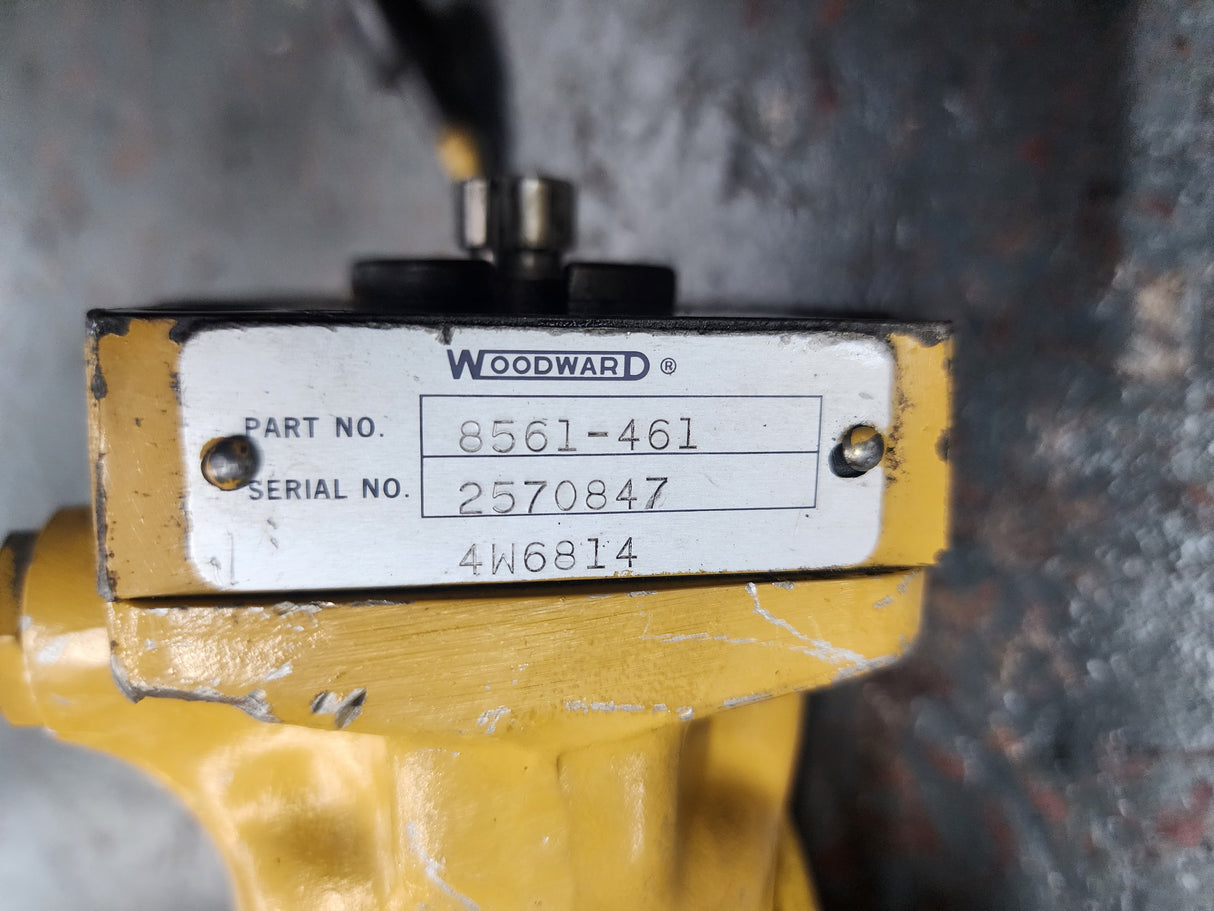 WOODWARD ®
PART NO. 8561-461
SERIAL NO. 2570847
4W6814